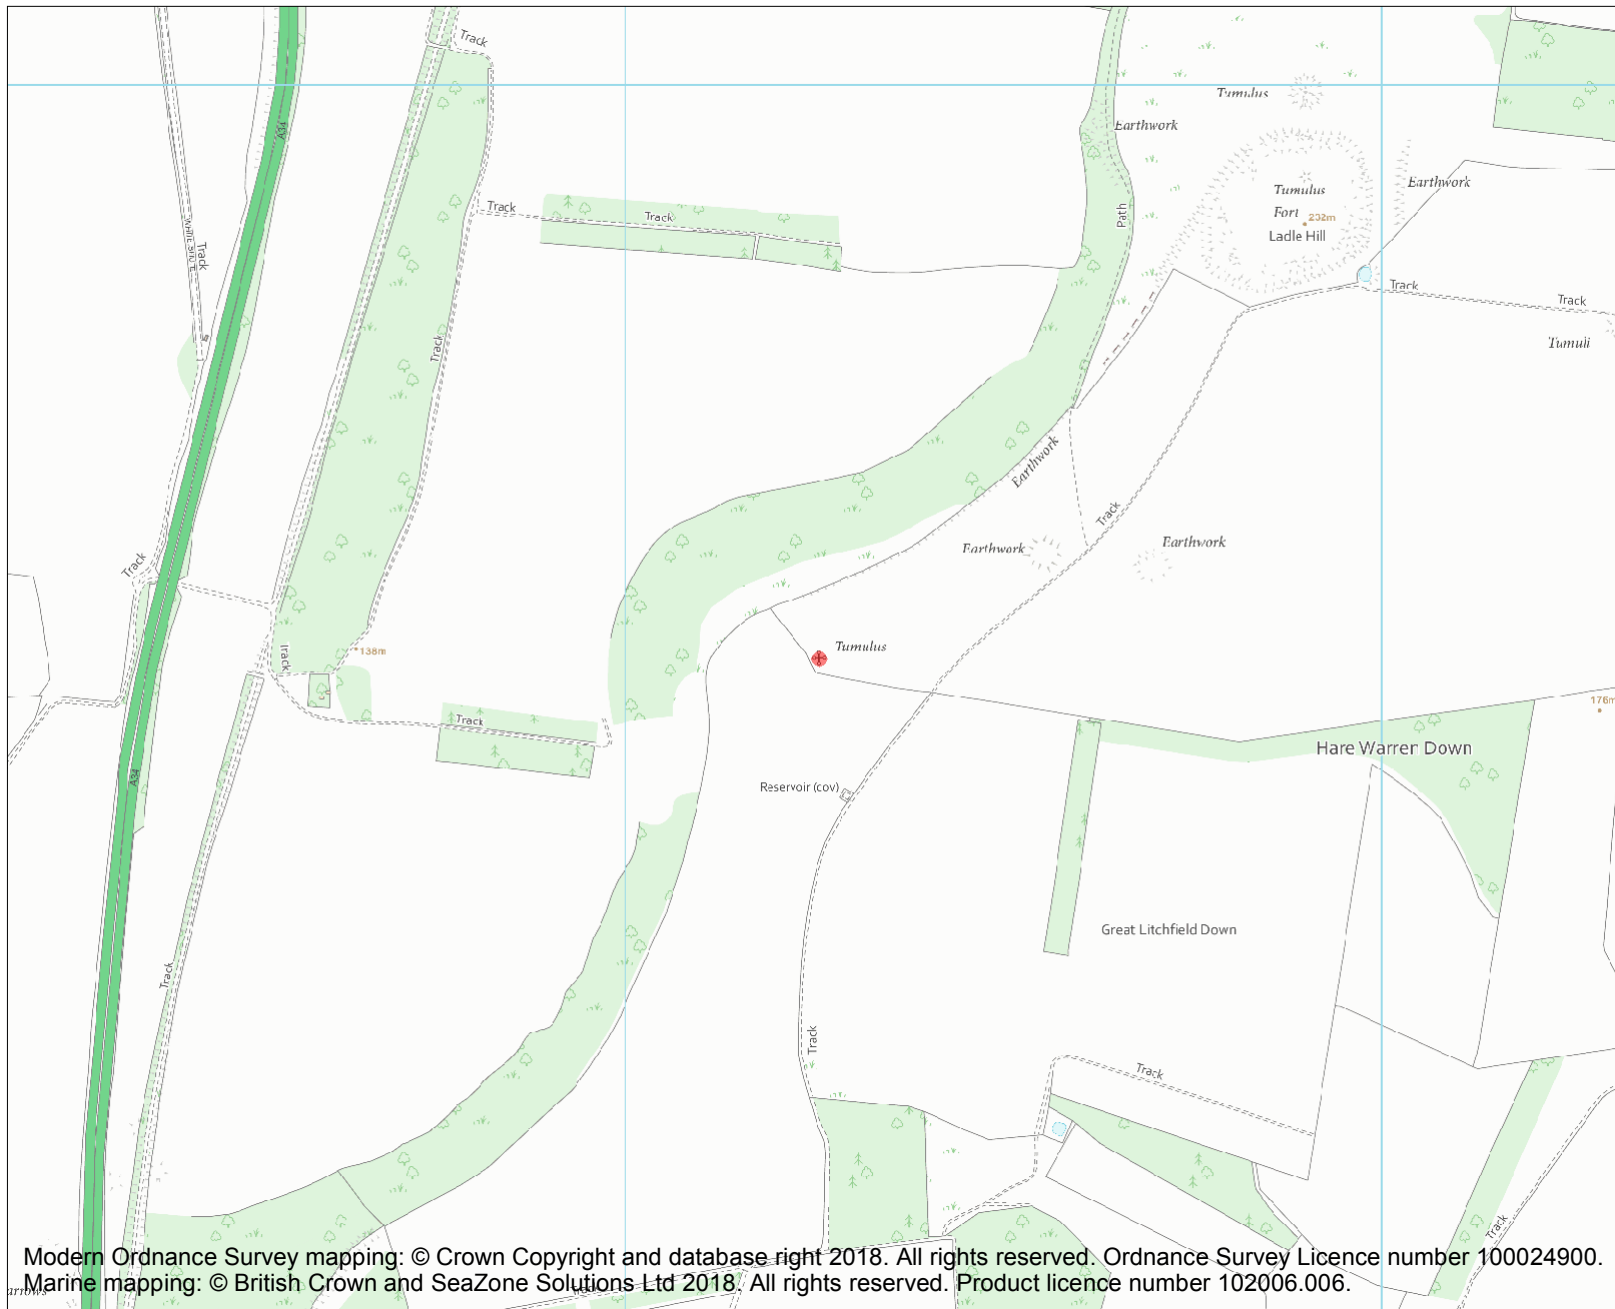 Track
Tumulus
A34
Earthwork
Tumulus
Earthwork
Track
Track
Path
Fort
232m
Ladle Hill
Track
Track
Track
Tumuli
Track
Earthwork
Track
Earthwork
Earthwork
Track
Tumulus
138m
Track
176m
Track
Hare Warren Down
A34
Reservoir (cov)
Great Litchfield Down
Track
Track
Track
Track
Modern Ordnance Survey mapping: © Crown Copyright and database right 2018. All rights reserved. Ordnance Survey Licence number 100024900.
Marine mapping: © British Crown and SeaZone Solutions Ltd 2018. All rights reserved. Product licence number 102006.006.
arrows